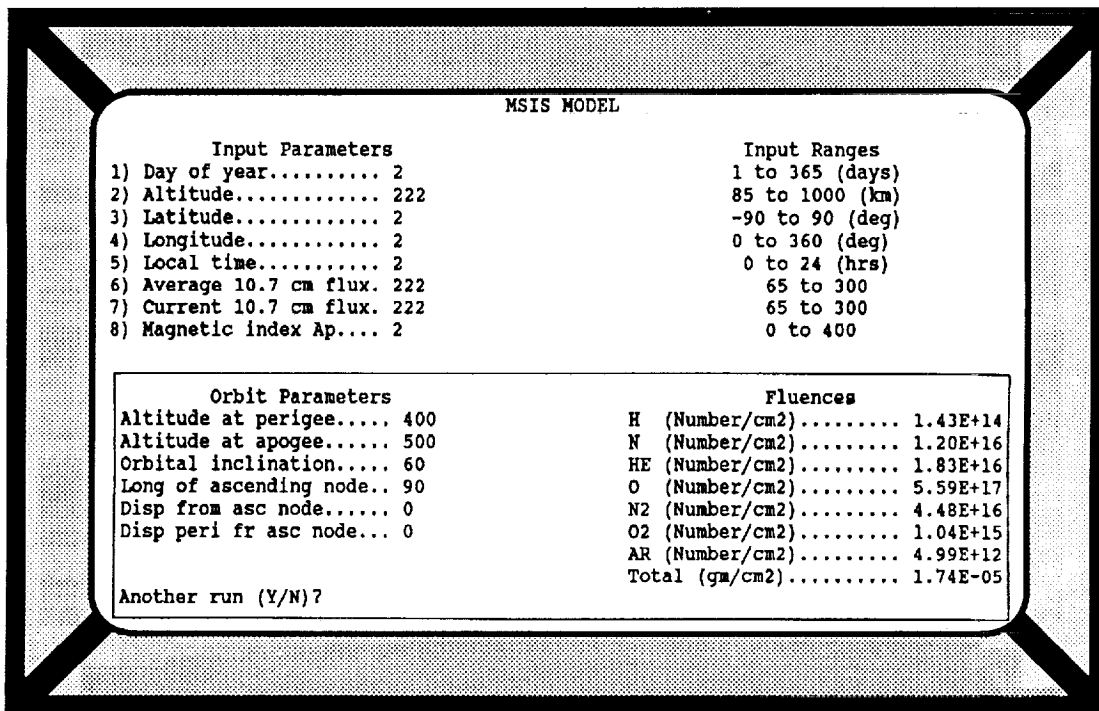 MSIS MODEL
Input Parameters Input Ranges
1) Day of year.......... 2 1 to 365 (days)
2) Altitude............. 222 85 to 1000 (km)
3) Latitude............. 2 -90 to 90 (deg)
4) Longitude............ 2 0 to 360 (deg)
5) Local time........... 2 0 to 24 (hrs)
6) Average 10.7 cm flux. 222 65 to 300
7) Current 10.7 cm flux. 222 65 to 300
8) Magnetic index Ap.... 2 0 to 400
Orbit Parameters Fluences
Altitude at perigee..... 400 H (Number/cm2)......... 1.43E+14
Altitude at apogee...... 500 N (Number/cm2)......... 1.20E+16
Orbital inclination..... 60 HE (Number/cm2)......... 1.83E+16
Long of ascending node.. 90 O (Number/cm2)......... 5.59E+17
Disp from asc node...... 0 N2 (Number/cm2)......... 4.48E+16
Disp peri fr asc node... 0 O2 (Number/cm2)......... 1.04E+15
AR (Number/cm2)......... 4.99E+12
Total (gm/cm2).......... 1.74E-05
Another run (Y/N)?